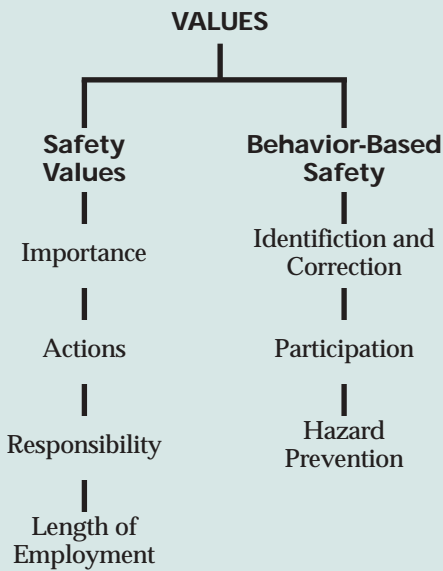 VALUES
Safety
Values
Importance
Actions
Responsibility
Length of
Employment
Behavior-Based
Safety
Identifiction and
Correction
Participation
Hazard
Prevention